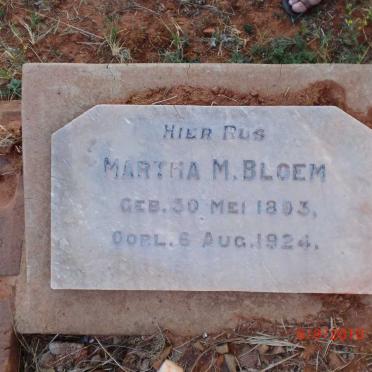 HIER RUS
MARTHA M. BLOEM
GEB. 30 MEI 1893.
OORL. 6 AUG. 1924.